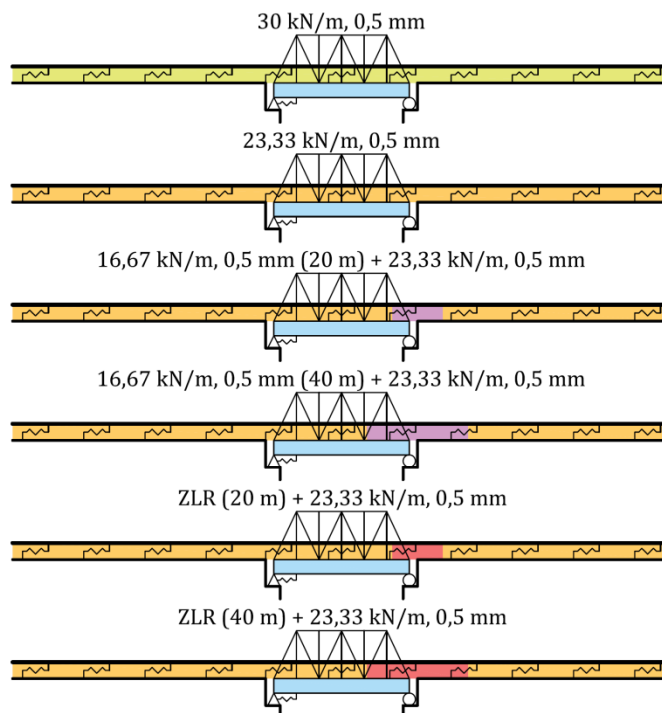 30 kN/m, 0,5 mm
23,33 kN/m, 0,5 mm
16,67 kN/m, 0,5 mm (20 m) + 23,33 kN/m, 0,5 mm
16,67 kN/m, 0,5 mm (40 m) + 23,33 kN/m, 0,5 mm
ZLR (20 m) + 23,33 kN/m, 0,5 mm
ZLR (40 m) + 23,33 kN/m, 0,5 mm